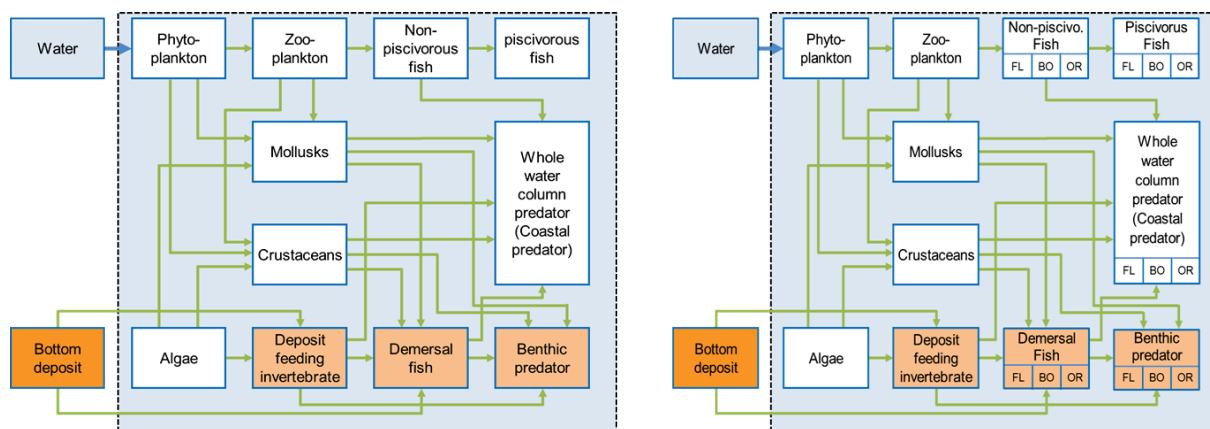 Water
Phyto-
plankton
Zoo-
plankton
Non-
piscivorous
fish
piscivorous
fish
Mollusks
Whole
water
column
predator
(Coastal
predator)
Crustaceans
Bottom
deposit
Algae
Deposit
feeding
invertebrate
Demersal
fish
Benthic
predator
Water
Phyto-
plankton
Zoo-
plankton
Non-piscivo.
Fish
FL BO OR
Piscivorous
Fish
FL BO OR
Mollusks
Whole
water
column
predator
(Coastal
predator)
FL BO OR
Crustaceans
Bottom
deposit
Algae
Deposit
feeding
invertebrate
Demersal
Fish
FL BO OR
Benthic
predator
FL BO OR